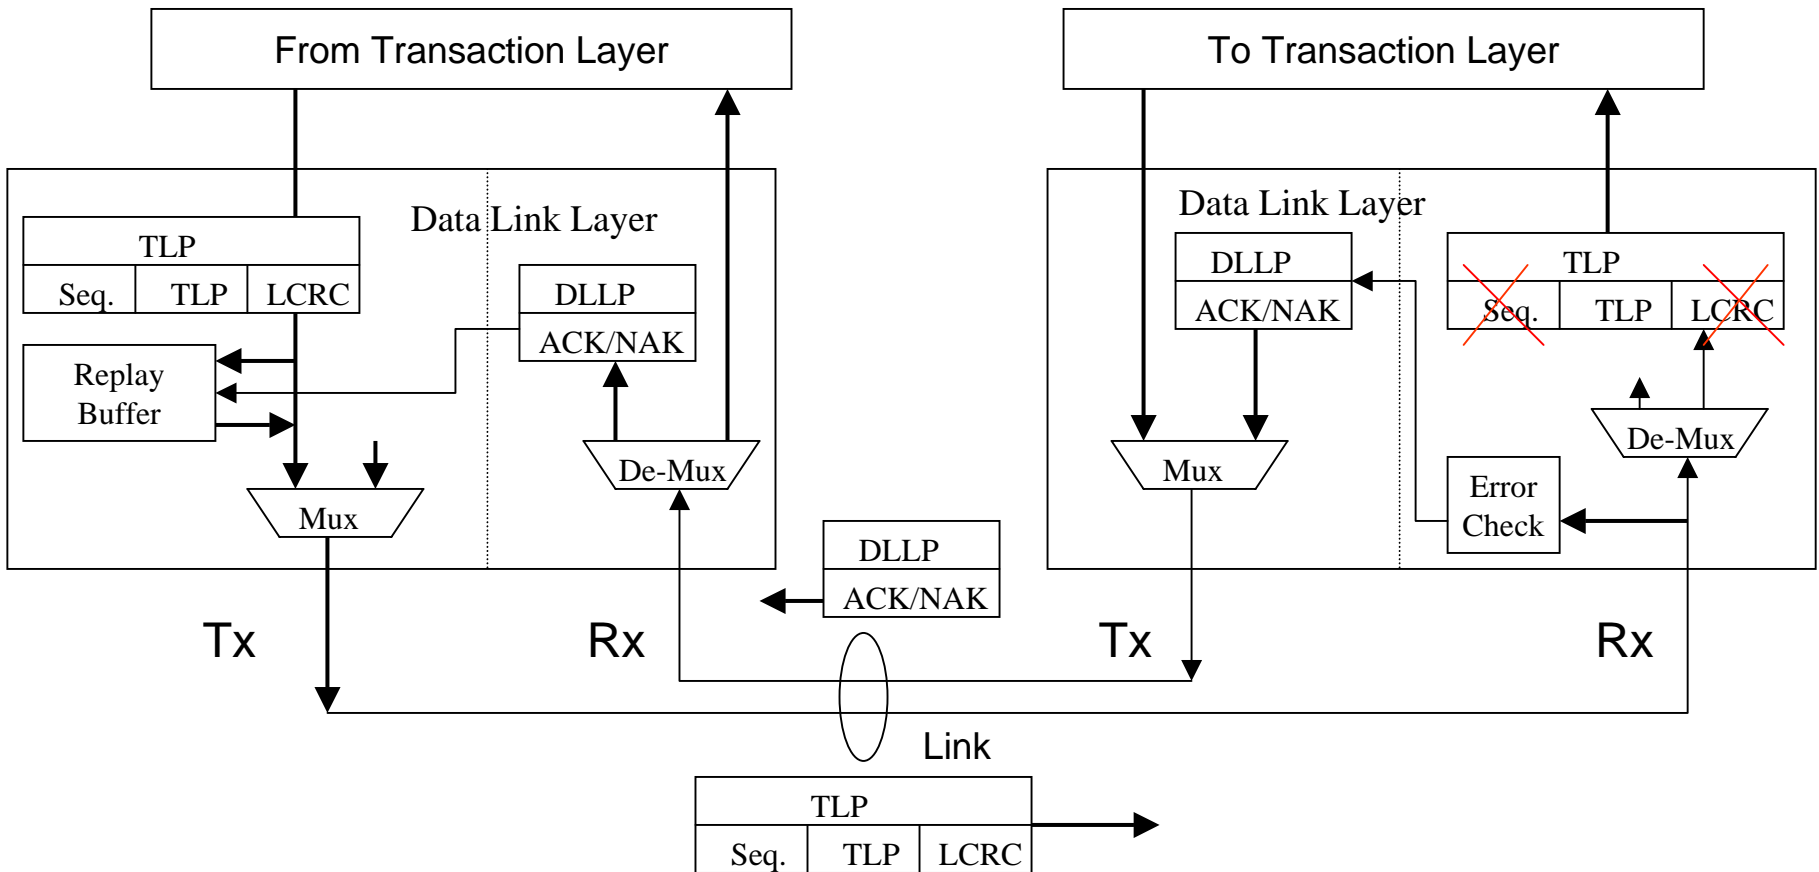 From Transaction Layer
To Transaction Layer
Data Link Layer
TLP
Seq. TLP LCRC
DLLP
ACK/NAK
Replay
Buffer
De-Mux
Mux
Data Link Layer
DLLP
ACK/NAK
TLP
Seq. TLP LCRC
De-Mux
Mux
Error
Check
DLLP
ACK/NAK
Tx
Rx
Tx
Rx
Link
TLP
Seq. TLP LCRC